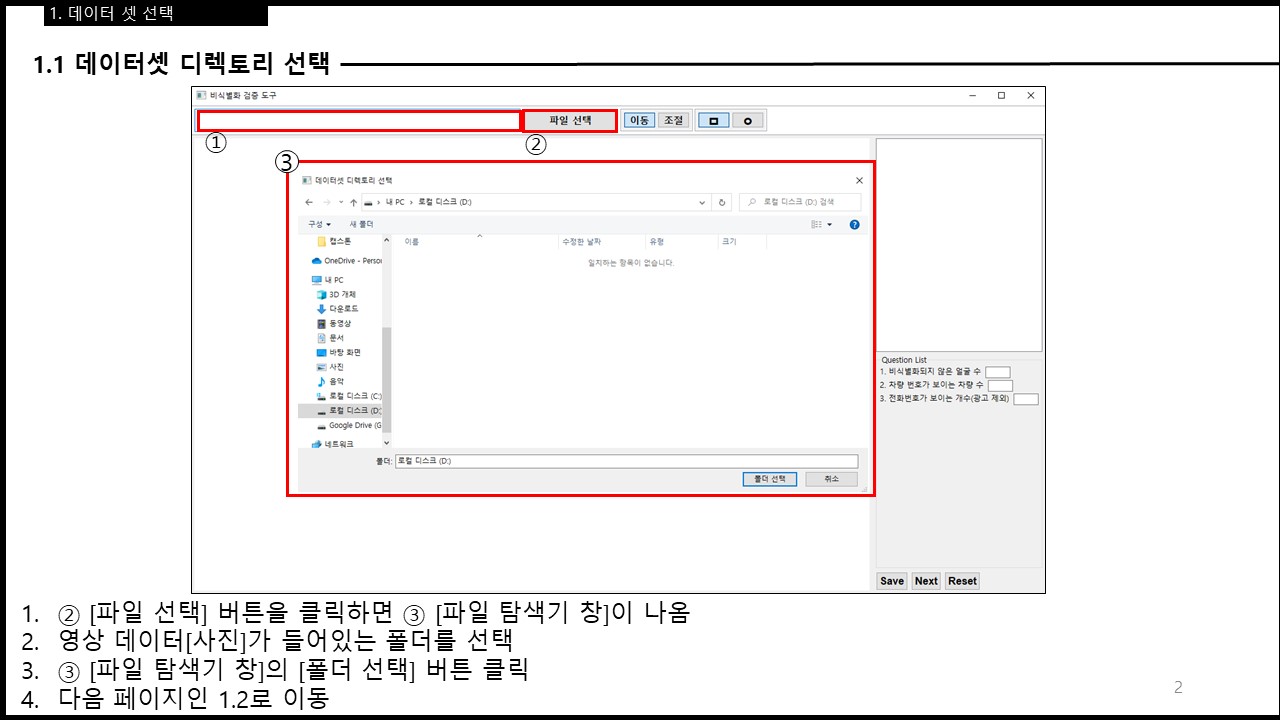 1. 데이터 셋 선택
1.1 데이터셋 디렉토리 선택
비식별화 검증 도구
파일 선택
이동
조절
①
②
③
데이터셋 디렉토리 선택
내 PC › 로컬 디스크 (D:)
로컬 디스크 (D:) 검색
구성
새 폴더
이름
수정한 날짜
유형
크기
일치하는 항목이 없습니다.
캡스톤
OneDrive - Person
내 PC
3D 개체
다운로드
동영상
문서
바탕 화면
사진
음악
로컬 디스크 (C:)
로컬 디스크 (D:)
Google Drive (G
네트워크
폴더:
로컬 디스크 (D:)
폴더 선택
취소
Question List
1. 비식별화되지 않은 얼굴 수
2. 차량 번호가 보이는 차량 수
3. 전화번호가 보이는 개수(광고 제외)
Save
Next
Reset
1. ② [파일 선택] 버튼을 클릭하면 ③ [파일 탐색기 창]이 나옴
2. 영상 데이터[사진]가 들어있는 폴더를 선택
3. ③ [파일 탐색기 창]의 [폴더 선택] 버튼 클릭
4. 다음 페이지인 1.2로 이동
2